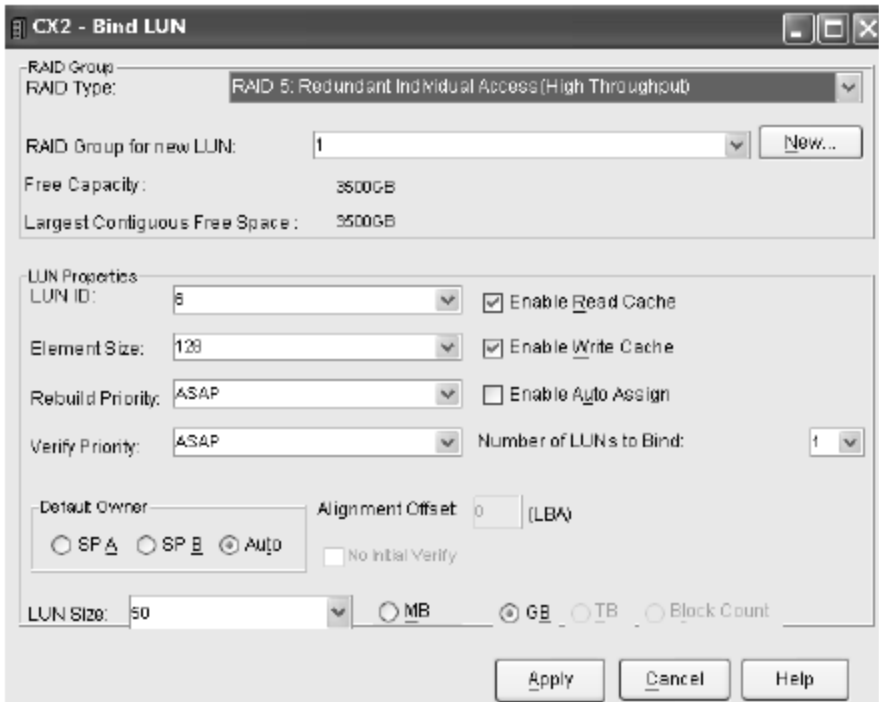 CX2 - Bind LUN
RAID Group
RAID Type: RAID 5: Redundant Individual Access(High Throughput)
RAID Group for new LUN: 1 New...
Free Capacity: 3500GB
Largest Contiguous Free Space: 3500GB
LUN Properties
LUN ID: 6 Enable Read Cache
Element Size: 128 Enable Write Cache
Rebuild Priority: ASAP Enable Auto Assign
Verify Priority: ASAP Number of LUNs to Bind: 1
Default Owner Alignment Offset 0 (LBA)
SP A SP B Auto No Initial Verify
LUN Size: 50 MB GB TB Block Count
Apply Cancel Help